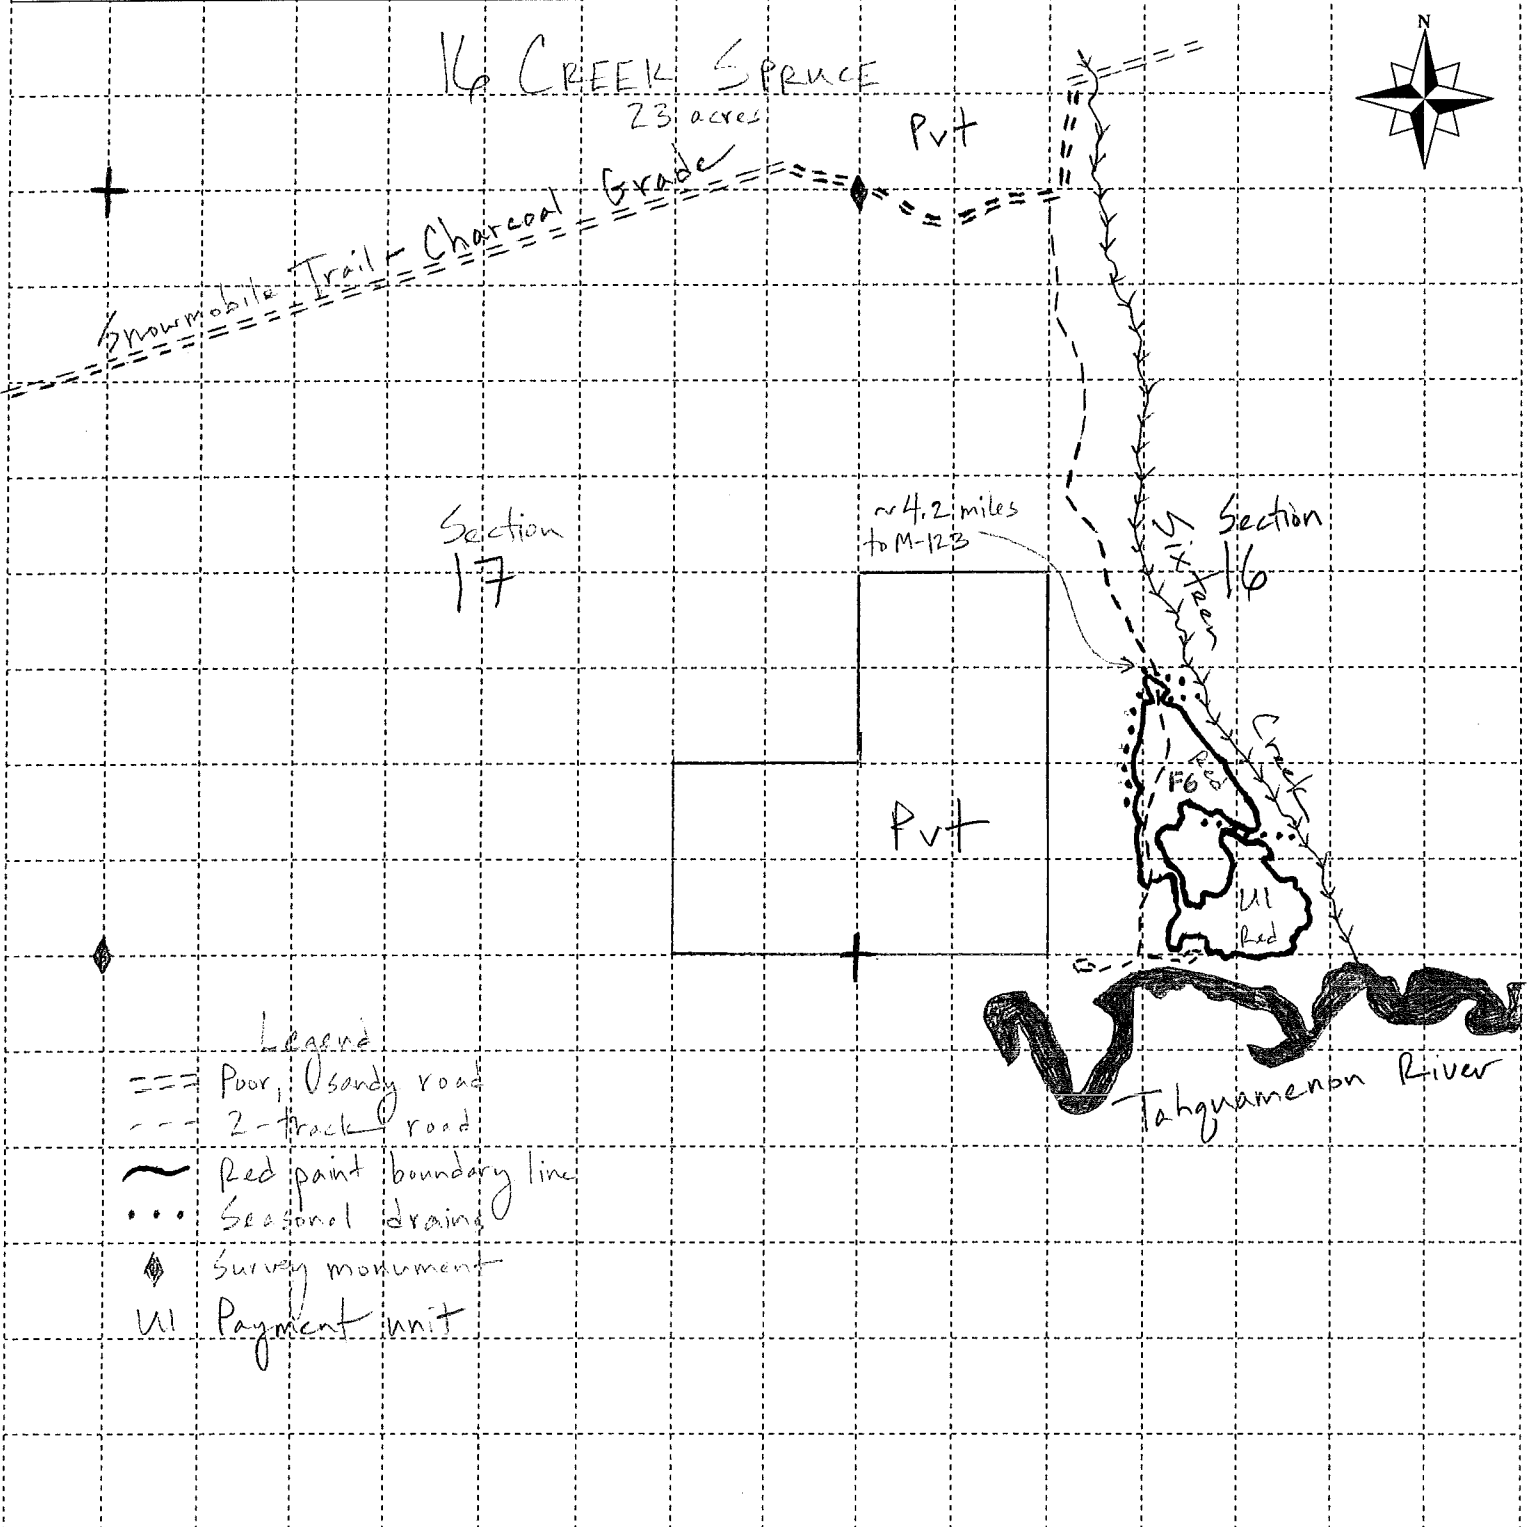 N
16 CREEK SPRUCE
23 acres
Pvt
Snowmobile Trail - Charcoal Grade
~4.2 miles
to M-123
Section
17
Section
16
Sixteen Creek
F6
Red
Pvt
U1
Red
Tahquamenon River
Legend
Poor, sandy road
2-track road
Red paint boundary line
Seasonal drains
Survey monument
U1 Payment unit